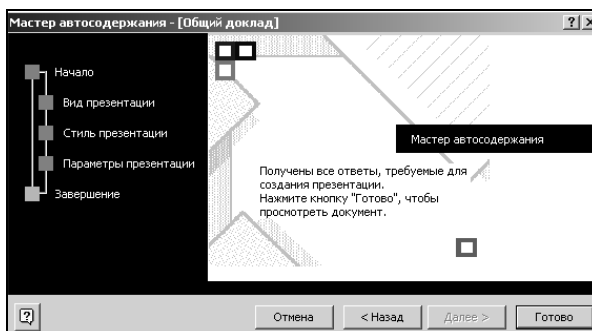 Мастер автосодержания - [Общий доклад]
Начало
Вид презентации
Стиль презентации
Параметры презентации
Завершение
Мастер автосодержания
Получены все ответы, требуемые для
создания презентации.
Нажмите кнопку "Готово", чтобы
просмотреть документ.
Отмена
< Назад
Далее >
Готово